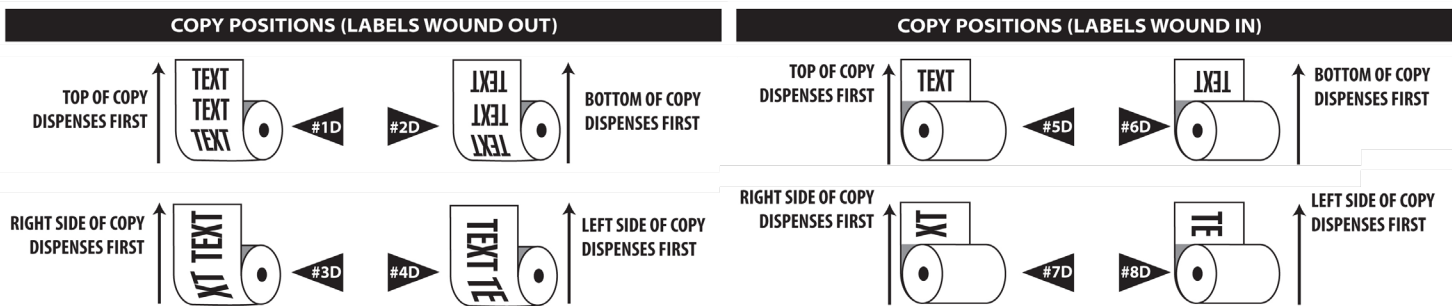 COPY POSITIONS (LABELS WOUND OUT)
TOP OF COPY
DISPENSES FIRST
TEXT
TEXT
TEXT
#1D
#2D
TEXT
TEXT
TEXT
BOTTOM OF COPY
DISPENSES FIRST
RIGHT SIDE OF COPY
DISPENSES FIRST
XT TEXT
#3D
#4D
TEXT TE
LEFT SIDE OF COPY
DISPENSES FIRST
COPY POSITIONS (LABELS WOUND IN)
TOP OF COPY
DISPENSES FIRST
TEXT
#5D
#6D
TEXT
BOTTOM OF COPY
DISPENSES FIRST
RIGHT SIDE OF COPY
DISPENSES FIRST
XT
#7D
#8D
TE
LEFT SIDE OF COPY
DISPENSES FIRST